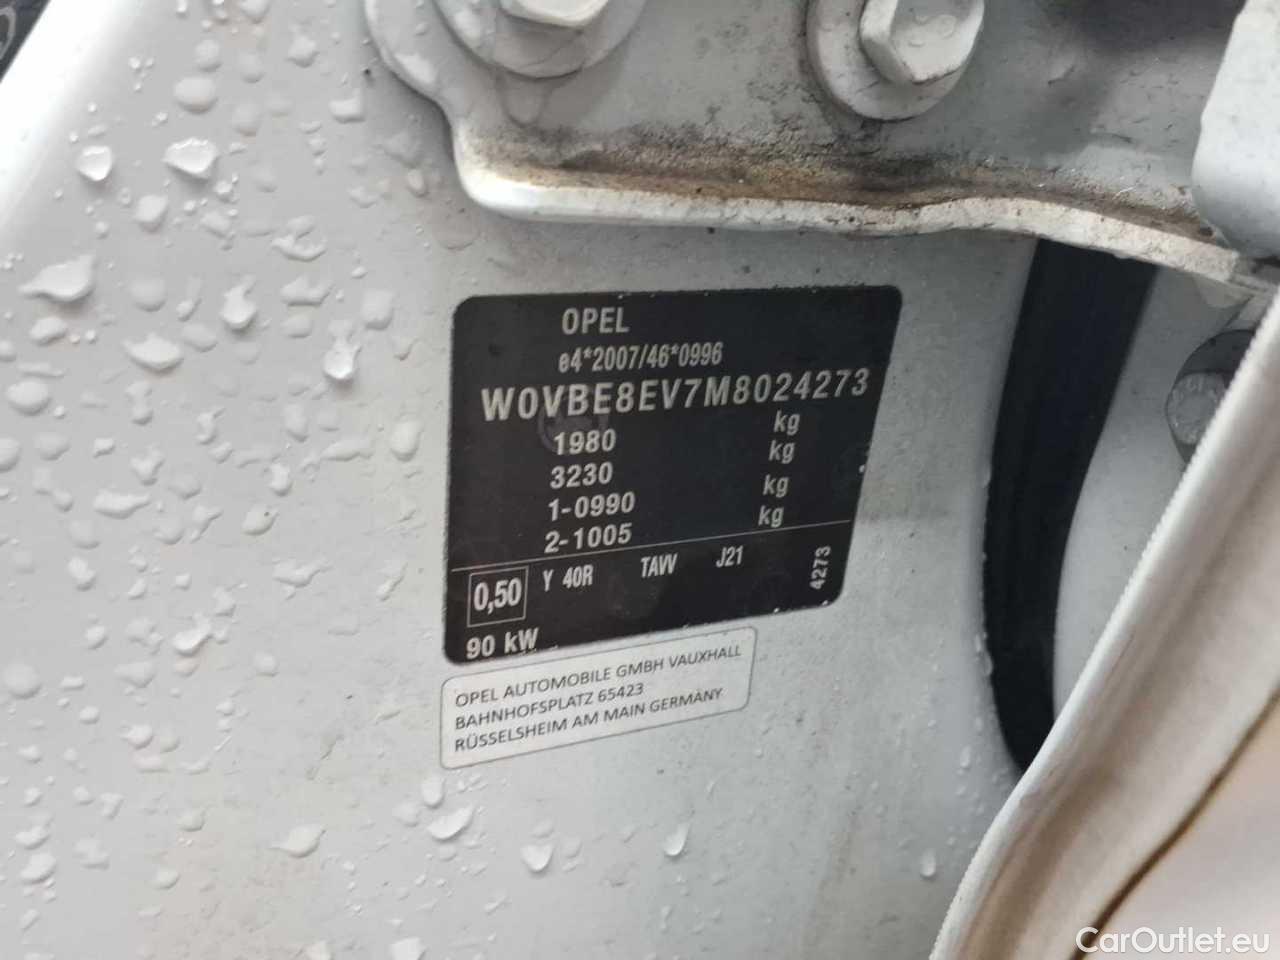 OPEL
e4*2007/46*0996
W0VBE8EV7M8024273
1980 kg
3230 kg
1-0990 kg
2-1005 kg
0,50 Y 40R TAVV J21 4273
90 kW
OPEL AUTOMOBILE GMBH VAUXHALL
BAHNHOFSPLATZ 65423
RÜSSELSHEIM AM MAIN GERMANY
CarOutlet.eu